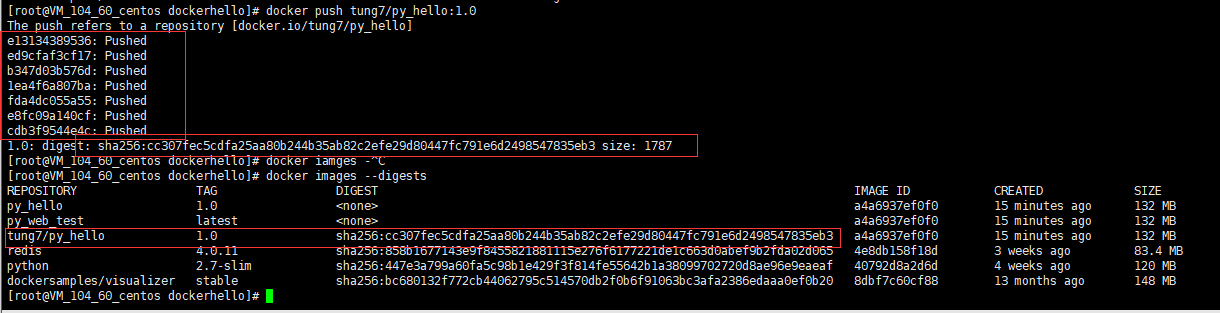 [root@VM_104_60_centos dockerhello]# docker push tung7/py_hello:1.0
The push refers to a repository [docker.io/tung7/py_hello]
e13134389536: Pushed
ed9cfaf3cf17: Pushed
b347d03b576d: Pushed
1ea4f6a807ba: Pushed
fda4dc055a55: Pushed
e8fc09a140cf: Pushed
cdb3f9544e4c: Pushed
1.0: digest: sha256:cc307fec5cdfa25aa80b244b35ab82c2efe29d80447fc791e6d2498547835eb3 size: 1787
[root@VM_104_60_centos dockerhello]# docker iamges -^C
[root@VM_104_60_centos dockerhello]# docker images --digests
REPOSITORY TAG DIGEST IMAGE ID CREATED SIZE
py_hello 1.0 <none> a4a6937ef0f0 15 minutes ago 132 MB
py_web_test latest <none> a4a6937ef0f0 15 minutes ago 132 MB
tung7/py_hello 1.0 sha256:cc307fec5cdfa25aa80b244b35ab82c2efe29d80447fc791e6d2498547835eb3 a4a6937ef0f0 15 minutes ago 132 MB
redis 4.0.11 sha256:858b1677143e9f8455821881115e276f6177221de1c663d0abef9b2fda02d065 4e8db158f18d 3 weeks ago 83.4 MB
python 2.7-slim sha256:447e3a799a60fa5c98b1e429f3f814fe55642b1a38099702720d8ae96e9eaeaf 40792d8a2d6d 4 weeks ago 120 MB
dockersamples/visualizer stable sha256:bc680132f772cb44062795c514570db2f0b6f91063bc3afa2386edaaa0ef0b20 8dbf7c60cf88 13 months ago 148 MB
[root@VM_104_60_centos dockerhello]#